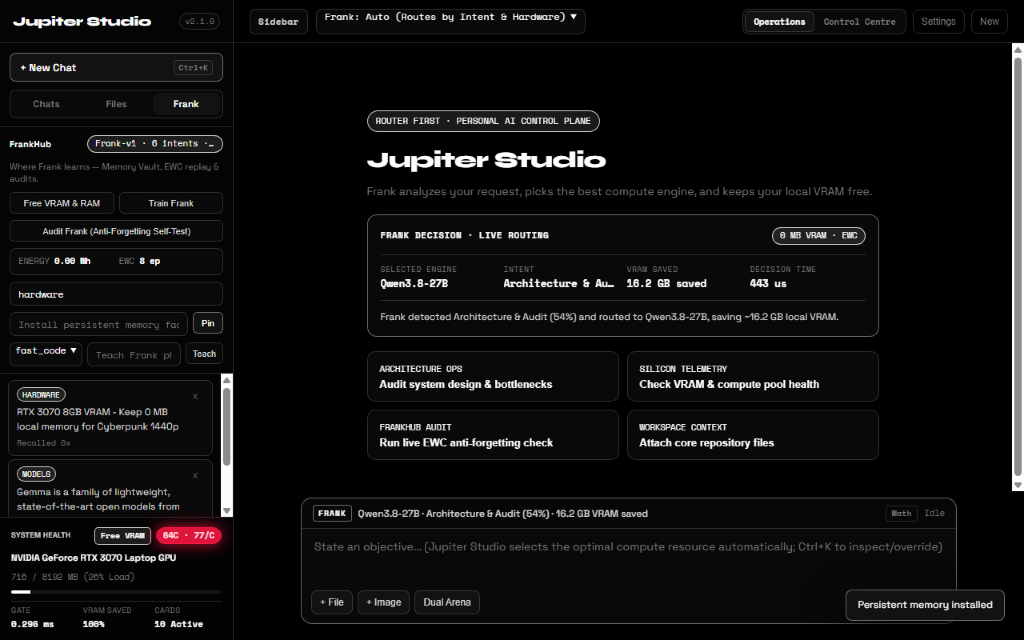 Jupiter Studio
v2.1.0
Sidebar
Frank: Auto (Routes by Intent & Hardware) ▼
Operations
Control Centre
Settings
New
+ New Chat
Ctrl+K
Chats
Files
Frank
FrankHub
Frank-v1 · 6 intents ·…
Where Frank learns — Memory Vault, EWC replay &
audits.
Free VRAM & RAM
Train Frank
Audit Frank (Anti-Forgetting Self-Test)
ENERGY 0.00 Wh
EWC 8 ep
hardware
Install persistent memory fac
Pin
fast_code ▼
Teach Frank ph
Teach
HARDWARE
x
RTX 3070 8GB VRAM - Keep 0 MB
local memory for Cyberpunk 1440p
Recalled 0x
MODELS
x
Gemma is a family of lightweight,
state-of-the-art open models from
SYSTEM HEALTH
Free VRAM
64C · 77/C
NVIDIA GeForce RTX 3070 Laptop GPU
716 / 8192 MB (26% Load)
GATE
VRAM SAVED
CARDS
0.296 ms
100%
10 Active
ROUTER FIRST · PERSONAL AI CONTROL PLANE
Jupiter Studio
Frank analyzes your request, picks the best compute engine, and keeps your local VRAM free.
FRANK DECISION · LIVE ROUTING
0 MB VRAM · EWC
SELECTED ENGINE
INTENT
VRAM SAVED
DECISION TIME
Qwen3.8-27B
Architecture & Au…
16.2 GB saved
443 us
Frank detected Architecture & Audit (54%) and routed to Qwen3.8-27B, saving ~16.2 GB local VRAM.
ARCHITECTURE OPS
Audit system design & bottlenecks
SILICON TELEMETRY
Check VRAM & compute pool health
FRANKHUB AUDIT
Run live EWC anti-forgetting check
WORKSPACE CONTEXT
Attach core repository files
FRANK
Qwen3.8-27B · Architecture & Audit (54%) · 16.2 GB VRAM saved
Math
Idle
State an objective... (Jupiter Studio selects the optimal compute resource automatically; Ctrl+K to inspect/override)
+ File
+ Image
Dual Arena
Persistent memory installed